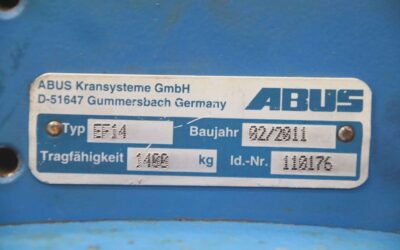 ABUS Kransysteme GmbH
D-51647 Gummersbach Germany
ABUS
Typ EF14 Baujahr 02/2011
Tragfähigkeit 1400 kg Id.-Nr. 110176